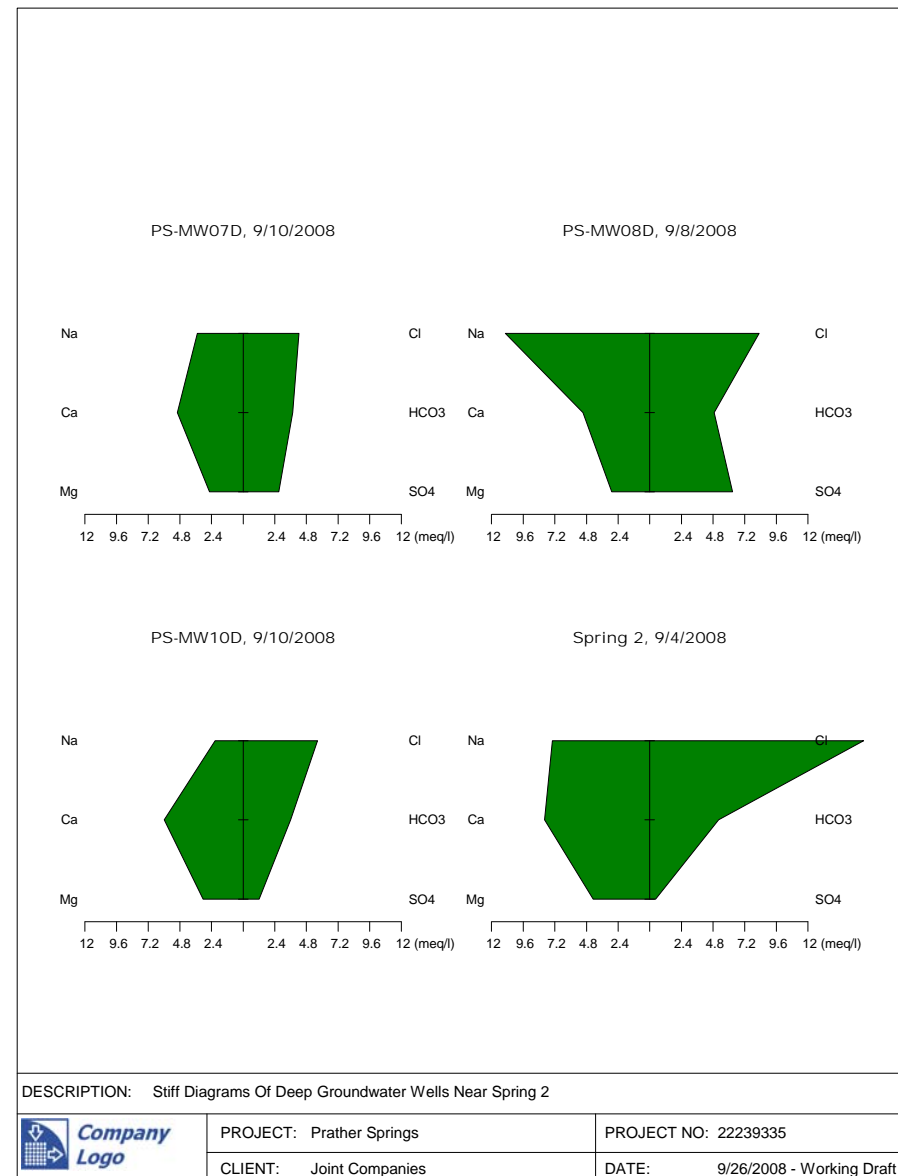 PS-MW07D, 9/10/2008 PS-MW08D, 9/8/2008
Na Cl Na Cl
Ca HCO3 Ca HCO3
Mg SO4 Mg SO4
12 9.6 7.2 4.8 2.4 2.4 4.8 7.2 9.6 12 (meq/l) 12 9.6 7.2 4.8 2.4 2.4 4.8 7.2 9.6 12 (meq/l)
PS-MW10D, 9/10/2008 Spring 2, 9/4/2008
Na Cl Na Cl
Ca HCO3 Ca HCO3
Mg SO4 Mg SO4
12 9.6 7.2 4.8 2.4 2.4 4.8 7.2 9.6 12 (meq/l) 12 9.6 7.2 4.8 2.4 2.4 4.8 7.2 9.6 12 (meq/l)
DESCRIPTION: Stiff Diagrams Of Deep Groundwater Wells Near Spring 2
Company Logo
PROJECT: Prather Springs PROJECT NO: 22239335
CLIENT: Joint Companies DATE: 9/26/2008 - Working Draft